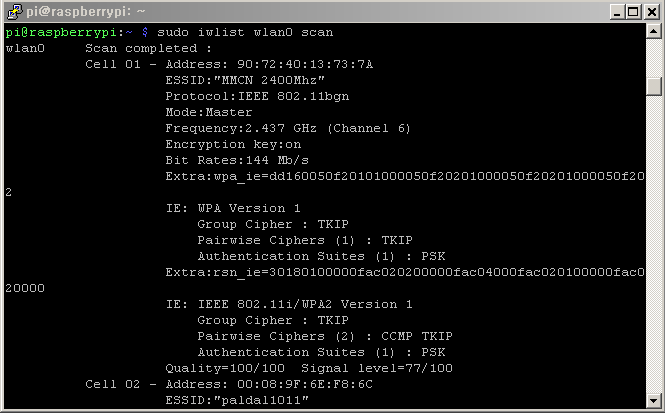 pi@raspberrypi: ~
pi@raspberrypi:~ $ sudo iwlist wlan0 scan
wlan0     Scan completed :
          Cell 01 - Address: 90:72:40:13:73:7A
                    ESSID:"MMCN 2400Mhz"
                    Protocol:IEEE 802.11bgn
                    Mode:Master
                    Frequency:2.437 GHz (Channel 6)
                    Encryption key:on
                    Bit Rates:144 Mb/s
                    Extra:wpa_ie=dd160050f20101000050f20201000050f20201000050f20
2
                    IE: WPA Version 1
                        Group Cipher : TKIP
                        Pairwise Ciphers (1) : TKIP
                        Authentication Suites (1) : PSK
                    Extra:rsn_ie=30180100000fac020200000fac04000fac020100000fac0
20000
                    IE: IEEE 802.11i/WPA2 Version 1
                        Group Cipher : TKIP
                        Pairwise Ciphers (2) : CCMP TKIP
                        Authentication Suites (1) : PSK
                    Quality=100/100  Signal level=77/100
          Cell 02 - Address: 00:08:9F:6E:F8:6C
                    ESSID:"paldal1011"